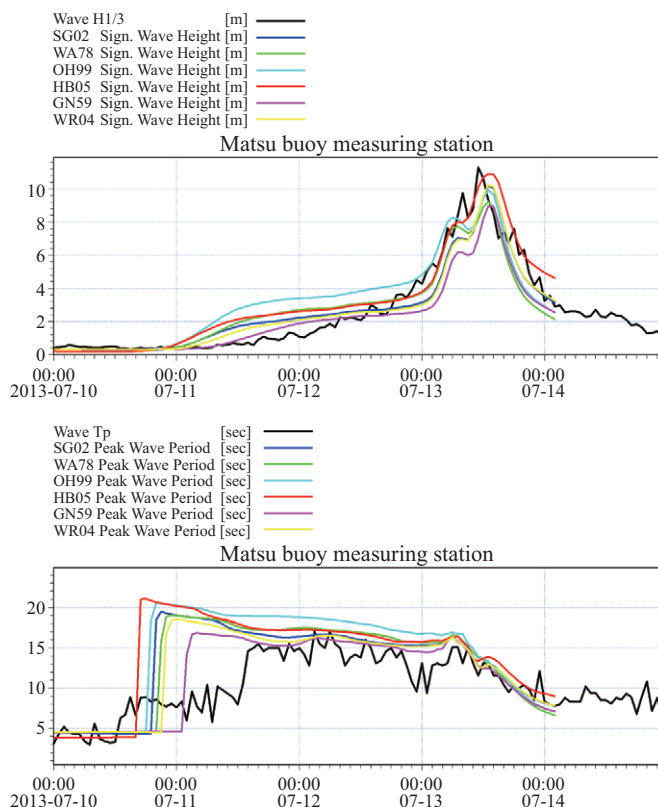 Wave H1/3 [m]
SG02 Sign. Wave Height [m]
WA78 Sign. Wave Height [m]
OH99 Sign. Wave Height [m]
HB05 Sign. Wave Height [m]
GN59 Sign. Wave Height [m]
WR04 Sign. Wave Height [m]
Matsu buoy measuring station
10
8
6
4
2
0
00:00 00:00 00:00 00:00 00:00
2013-07-10 07-11 07-12 07-13 07-14
Wave Tp [sec]
SG02 Peak Wave Period [sec]
WA78 Peak Wave Period [sec]
OH99 Peak Wave Period [sec]
HB05 Peak Wave Period [sec]
GN59 Peak Wave Period [sec]
WR04 Peak Wave Period [sec]
Matsu buoy measuring station
20
15
10
5
00:00 00:00 00:00 00:00 00:00
2013-07-10 07-11 07-12 07-13 07-14